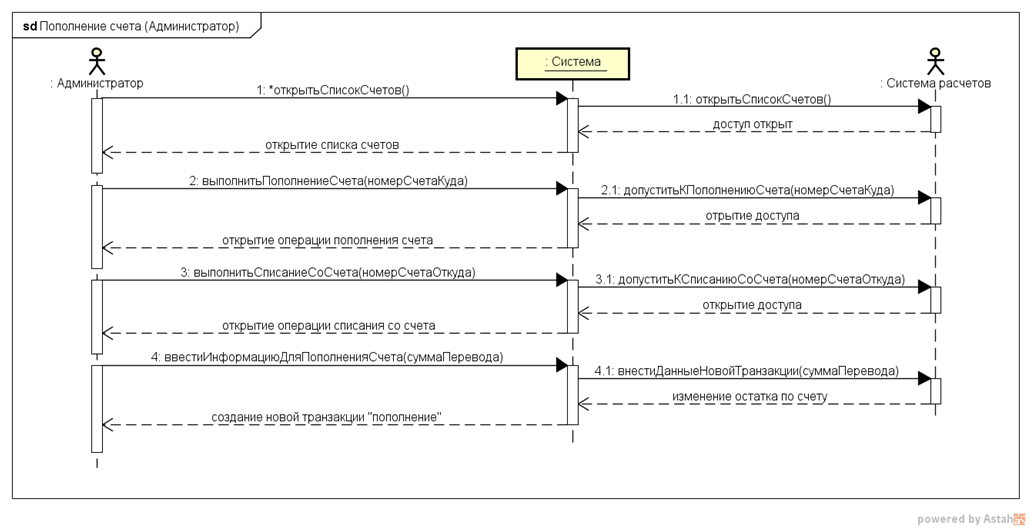 sd Пополнение счета (Администратор)
: Администратор
: Система
: Система расчетов
1: *открытьСписокСчетов()
1.1: открытьСписокСчетов()
доступ открыт
открытие списка счетов
2: выполнитьПополнениеСчета(номерСчетаКуда)
2.1: допуститьКПополнениюСчета(номерСчетаКуда)
отрытие доступа
открытие операции пополнения счета
3: выполнитьСписаниеСоСчета(номерСчетаОткуда)
3.1: допуститьКСписаниюСоСчета(номерСчетаОткуда)
открытие доступа
открытие операции списания со счета
4: ввестиИнформациюДляПополненияСчета(суммаПеревода)
4.1: внестиДанныеНовойТранзакции(суммаПеревода)
изменение остатка по счету
создание новой транзакции "пополнение"
powered by Astah